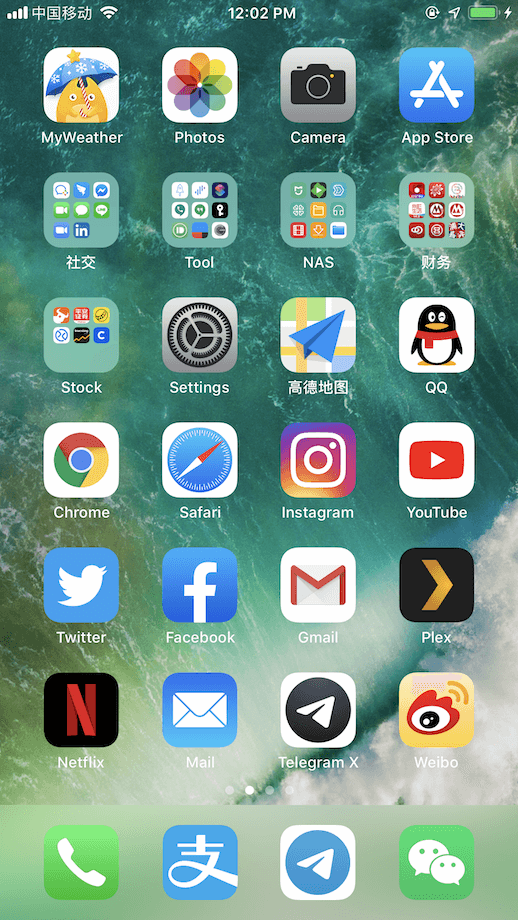 中国移动 12:02 PM
MyWeather Photos Camera App Store
社交 Tool NAS 财务
Stock Settings 高德地图 QQ
Chrome Safari Instagram YouTube
Twitter Facebook Gmail Plex
Netflix Mail Telegram X Weibo
支